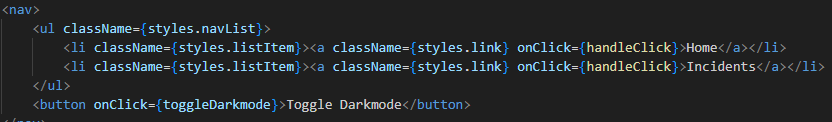 <nav>
<ul className={styles.navList}>
<li className={styles.listItem}><a className={styles.link} onClick={handleClick}>Home</a></li>
<li className={styles.listItem}><a className={styles.link} onClick={handleClick}>Incidents</a></li>
</ul>
<button onClick={toggleDarkmode}>Toggle Darkmode</button>